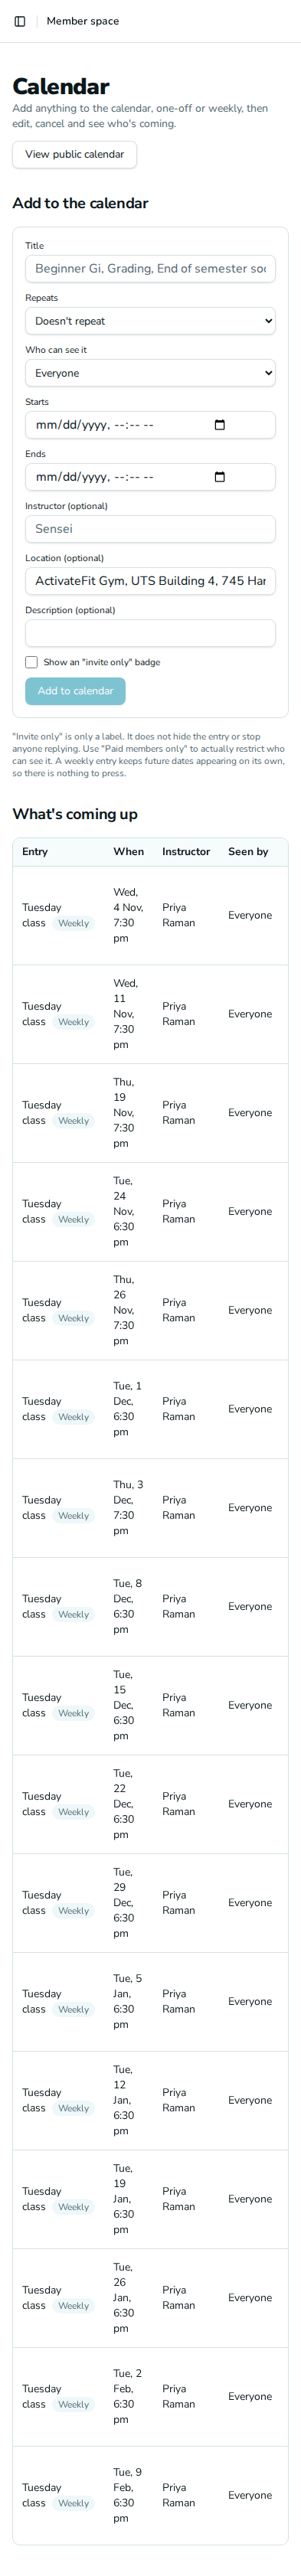 Member space
Calendar
Add anything to the calendar, one-off or weekly, then
edit, cancel and see who's coming.
View public calendar
Add to the calendar
Title
Beginner Gi, Grading, End of semester soc
Repeats
Doesn't repeat
Who can see it
Everyone
Starts
mm/dd/yyyy, --:-- --
Ends
mm/dd/yyyy, --:-- --
Instructor (optional)
Sensei
Location (optional)
ActivateFit Gym, UTS Building 4, 745 Har
Description (optional)
Show an "invite only" badge
Add to calendar
"Invite only" is only a label. It does not hide the entry or stop
anyone replying. Use "Paid members only" to actually restrict who
can see it. A weekly entry keeps future dates appearing on its own,
so there is nothing to press.
What's coming up
Entry When Instructor Seen by
Tuesday class Weekly Wed, 4 Nov, 7:30 pm Priya Raman Everyone
Tuesday class Weekly Wed, 11 Nov, 7:30 pm Priya Raman Everyone
Tuesday class Weekly Thu, 19 Nov, 7:30 pm Priya Raman Everyone
Tuesday class Weekly Tue, 24 Nov, 6:30 pm Priya Raman Everyone
Tuesday class Weekly Thu, 26 Nov, 7:30 pm Priya Raman Everyone
Tuesday class Weekly Tue, 1 Dec, 6:30 pm Priya Raman Everyone
Tuesday class Weekly Thu, 3 Dec, 7:30 pm Priya Raman Everyone
Tuesday class Weekly Tue, 8 Dec, 6:30 pm Priya Raman Everyone
Tuesday class Weekly Tue, 15 Dec, 6:30 pm Priya Raman Everyone
Tuesday class Weekly Tue, 22 Dec, 6:30 pm Priya Raman Everyone
Tuesday class Weekly Tue, 29 Dec, 6:30 pm Priya Raman Everyone
Tuesday class Weekly Tue, 5 Jan, 6:30 pm Priya Raman Everyone
Tuesday class Weekly Tue, 12 Jan, 6:30 pm Priya Raman Everyone
Tuesday class Weekly Tue, 19 Jan, 6:30 pm Priya Raman Everyone
Tuesday class Weekly Tue, 26 Jan, 6:30 pm Priya Raman Everyone
Tuesday class Weekly Tue, 2 Feb, 6:30 pm Priya Raman Everyone
Tuesday class Weekly Tue, 9 Feb, 6:30 pm Priya Raman Everyone